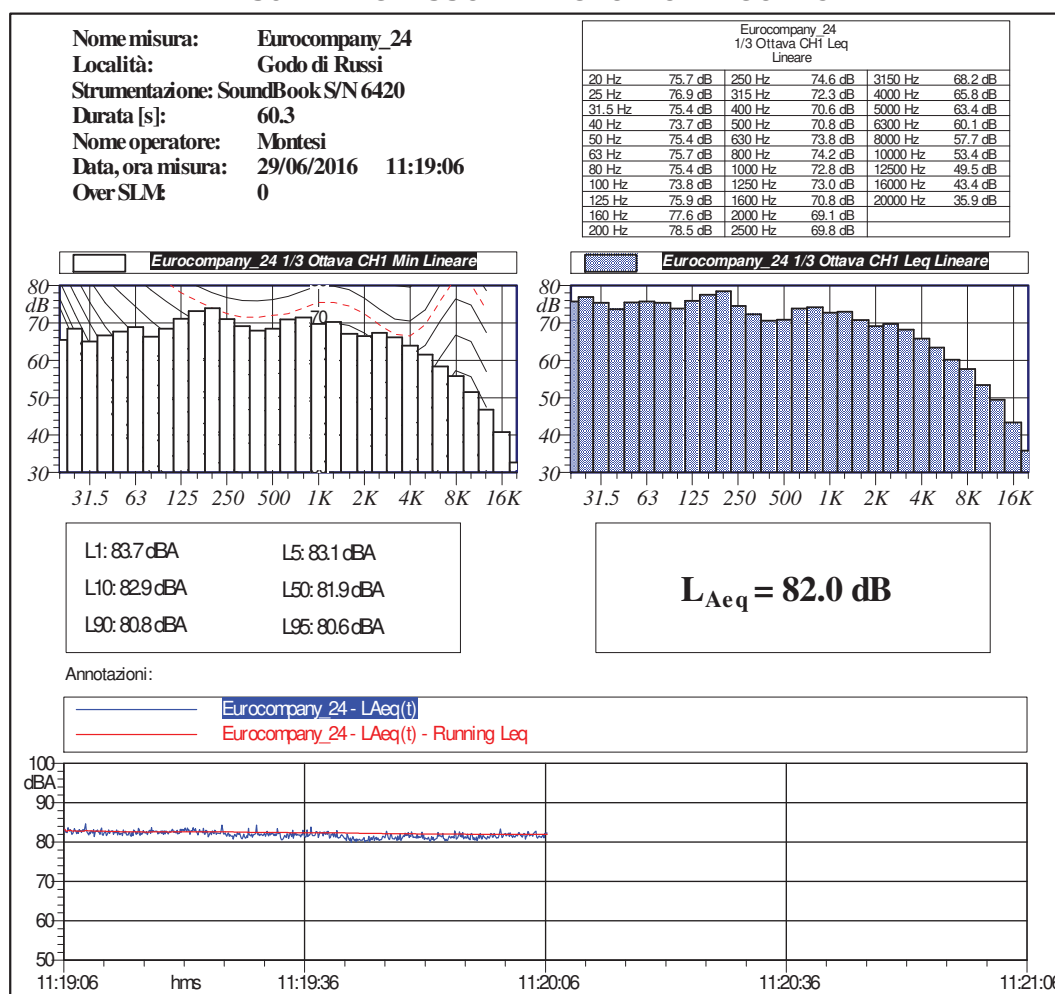 Nome misura: Eurocompany_24
Località: Godo di Russi
Strumentazione: SoundBook S/N 6420
Durata [s]: 60.3
Nome operatore: Montesi
Data, ora misura: 29/06/2016 11:19:06
Over SLM: 0
Eurocompany_24
1/3 Ottava CH1 Leq
Lineare
20 Hz 75.7 dB 250 Hz 74.6 dB 3150 Hz 68.2 dB
25 Hz 76.9 dB 315 Hz 72.3 dB 4000 Hz 65.8 dB
31.5 Hz 75.4 dB 400 Hz 70.6 dB 5000 Hz 63.4 dB
40 Hz 73.7 dB 500 Hz 70.8 dB 6300 Hz 60.1 dB
50 Hz 75.4 dB 630 Hz 73.8 dB 8000 Hz 57.7 dB
63 Hz 75.7 dB 800 Hz 74.2 dB 10000 Hz 53.4 dB
80 Hz 75.4 dB 1000 Hz 72.8 dB 12500 Hz 49.5 dB
100 Hz 73.8 dB 1250 Hz 73.0 dB 16000 Hz 43.4 dB
125 Hz 75.9 dB 1600 Hz 70.8 dB 20000 Hz 35.9 dB
160 Hz 77.6 dB 2000 Hz 69.1 dB
200 Hz 78.5 dB 2500 Hz 69.8 dB
Eurocompany_24 1/3 Ottava CH1 Min Lineare
80
dB
70
70
60
50
40
30
31.5 63 125 250 500 1K 2K 4K 8K 16K
Eurocompany_24 1/3 Ottava CH1 Leq Lineare
80
dB
70
60
50
40
30
31.5 63 125 250 500 1K 2K 4K 8K 16K
L1: 83.7 dBA L5: 83.1 dBA
L10: 82.9 dBA L50: 81.9 dBA
L90: 80.8 dBA L95: 80.6 dBA
LAeq = 82.0 dB
Annotazioni:
Eurocompany_24 - LAeq(t)
Eurocompany_24 - LAeq(t) - Running Leq
100
dBA
90
80
70
60
50
11:19:06 hms 11:19:36 11:20:06 11:20:36 11:21:06